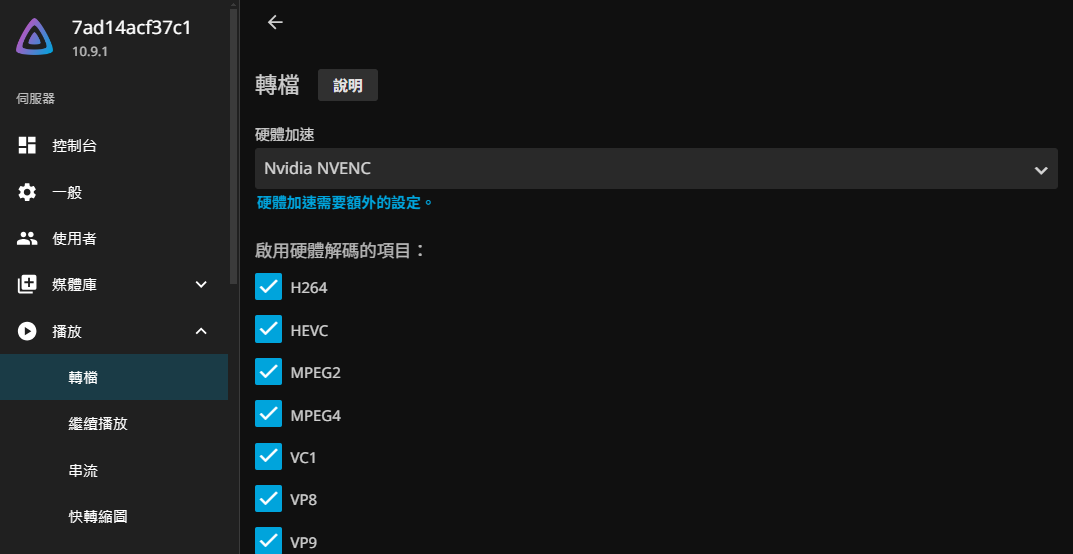 7ad14acf37c1
10.9.1
伺服器
控制台
一般
使用者
媒體庫
播放
轉檔
繼續播放
串流
快轉縮圖
轉檔
說明
硬體加速
Nvidia NVENC
硬體加速需要額外的設定。
啟用硬體解碼的項目：
H264
HEVC
MPEG2
MPEG4
VC1
VP8
VP9